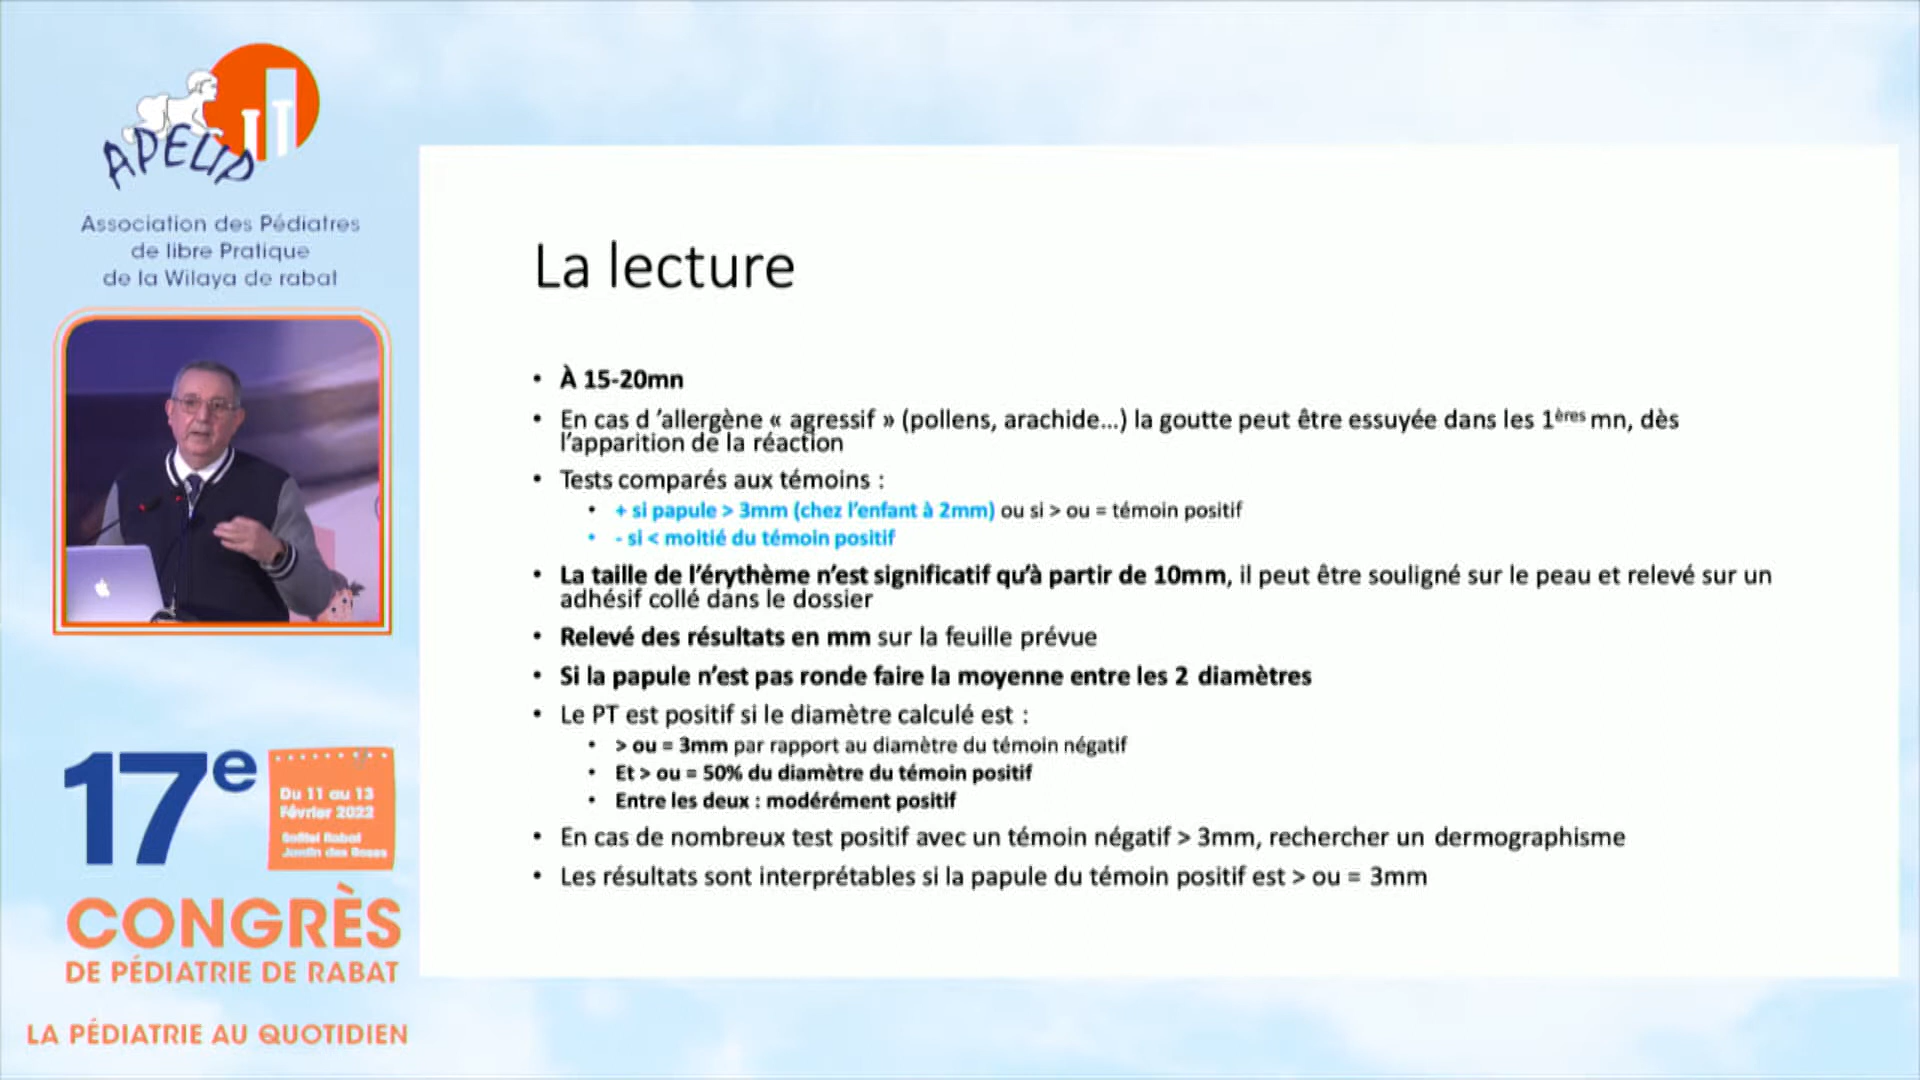 APELIP
Association des Pédiatres
de libre Pratique
de la Wilaya de rabat
La lecture
• À 15-20mn
• En cas d ’allergène « agressif » (pollens, arachide...) la goutte peut être essuyée dans les 1ères mn, dès
l’apparition de la réaction
• Tests comparés aux témoins :
• + si papule > 3mm (chez l’enfant à 2mm) ou si > ou = témoin positif
• - si < moitié du témoin positif
• La taille de l’érythème n’est significatif qu’à partir de 10mm, il peut être souligné sur le peau et relevé sur un
adhésif collé dans le dossier
• Relevé des résultats en mm sur la feuille prévue
• Si la papule n’est pas ronde faire la moyenne entre les 2 diamètres
• Le PT est positif si le diamètre calculé est :
• > ou = 3mm par rapport au diamètre du témoin négatif
• Et > ou = 50% du diamètre du témoin positif
• Entre les deux : modérément positif
• En cas de nombreux test positif avec un témoin négatif > 3mm, rechercher un dermographisme
• Les résultats sont interprétables si la papule du témoin positif est > ou = 3mm
17e
Du 11 au 13
Février 2022
Sofitel Rabat
Jardin des Roses
CONGRÈS
DE PÉDIATRIE DE RABAT
LA PÉDIATRIE AU QUOTIDIEN